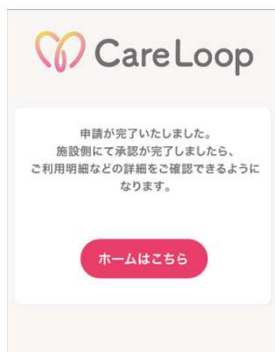 CareLoop
申請が完了いたしました。
施設側にて承認が完了しましたら、
ご利用明細などの詳細をご確認できるように
なります。
ホームはこちら